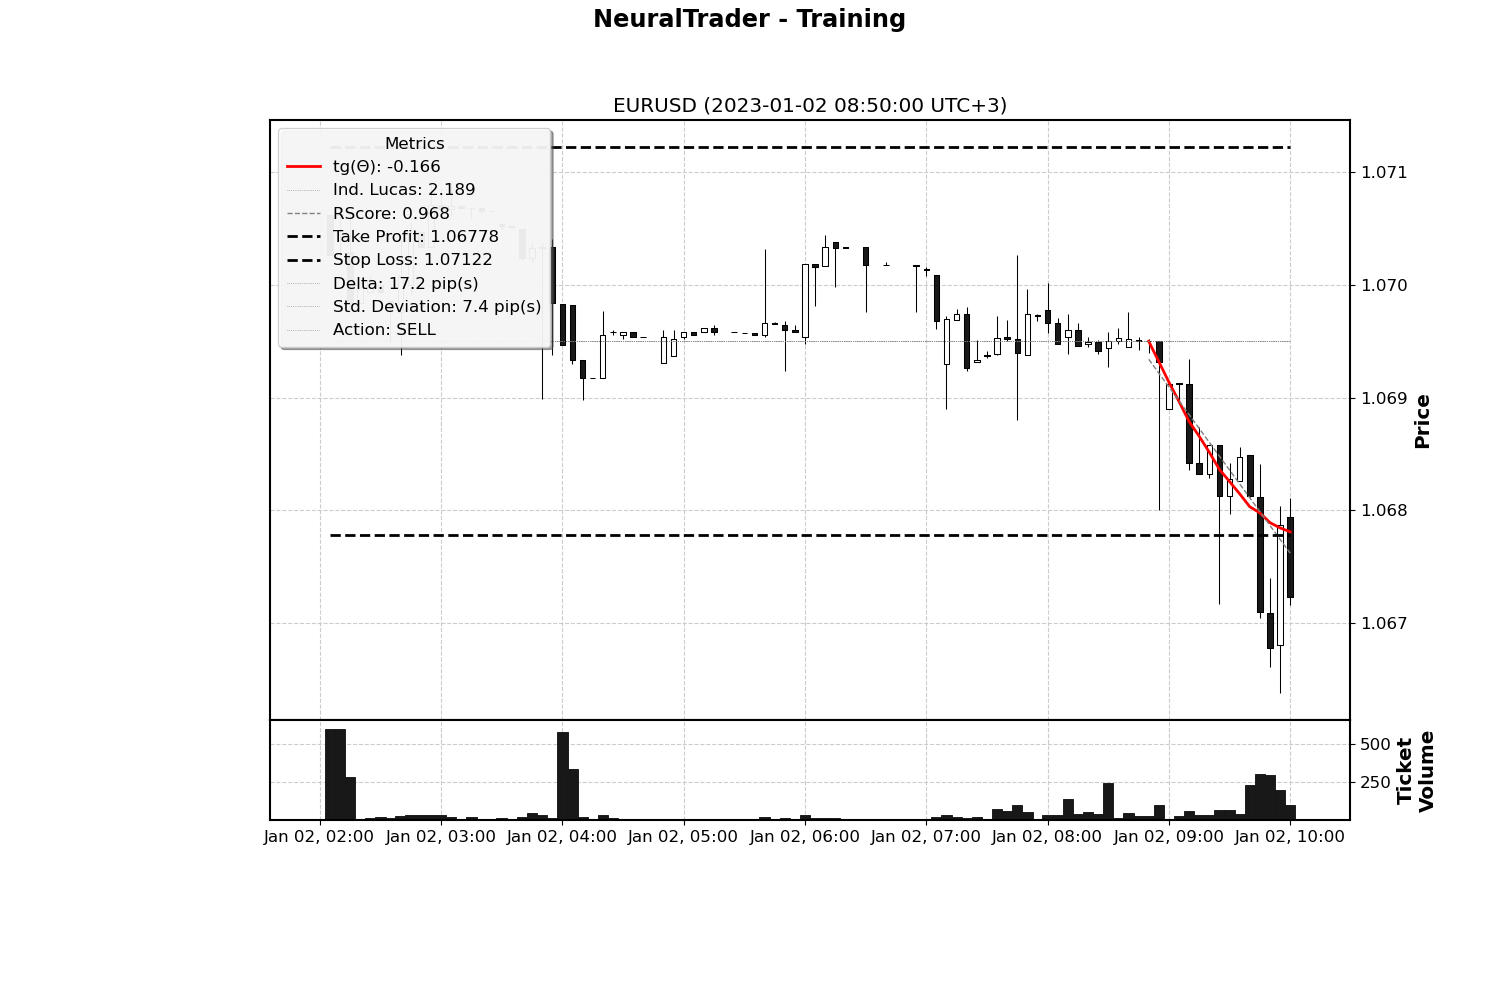 NeuralTrader - Training
EURUSD (2023-01-02 08:50:00 UTC+3)
Metrics
tg(Θ): -0.166
Ind. Lucas: 2.189
RScore: 0.968
Take Profit: 1.06778
Stop Loss: 1.07122
Delta: 17.2 pip(s)
Std. Deviation: 7.4 pip(s)
Action: SELL
1.071
1.070
1.069
1.068
1.067
Price
500
250
Ticket
Volume
Jan 02, 02:00
Jan 02, 03:00
Jan 02, 04:00
Jan 02, 05:00
Jan 02, 06:00
Jan 02, 07:00
Jan 02, 08:00
Jan 02, 09:00
Jan 02, 10:00